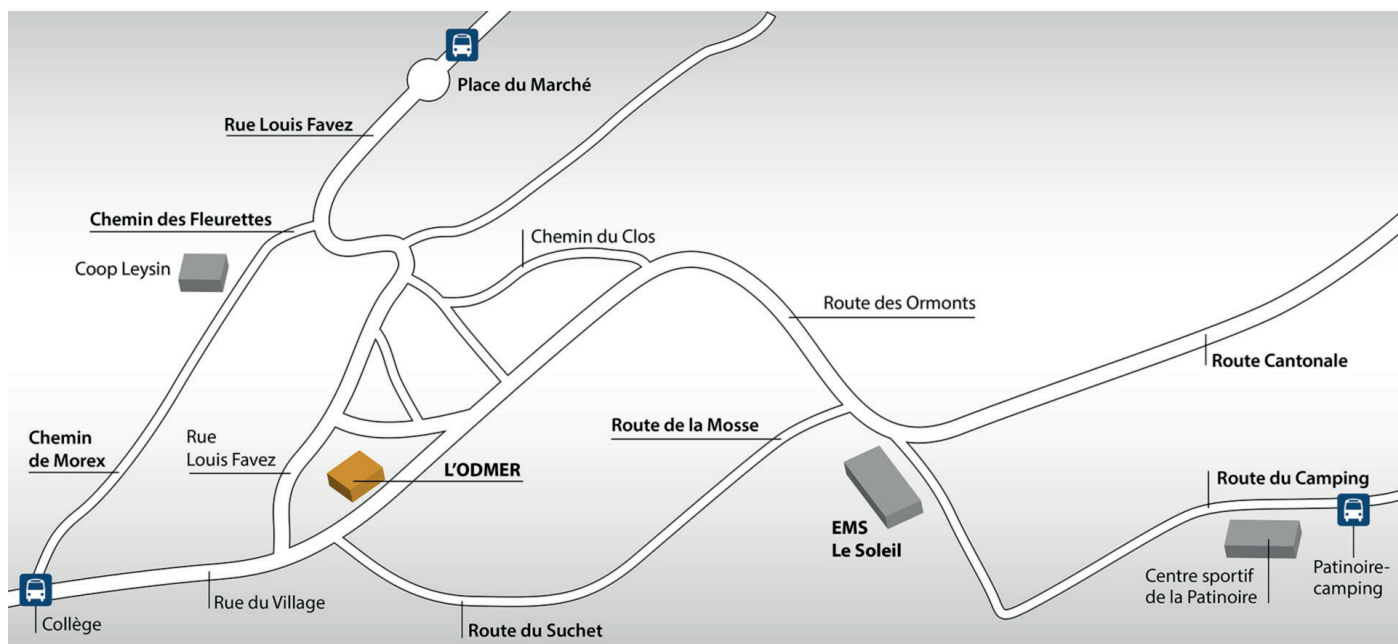 Place du Marché
Rue Louis Favez
Chemin des Fleurettes
Chemin du Clos
Coop Leysin
Route des Ormonts
Route Cantonale
Chemin
de Morex
Rue
Louis Favez
Route de la Mosse
L'ODMER
Route du Camping
EMS
Le Soleil
Centre sportif
de la Patinoire
Patinoire-
camping
Rue du Village
Collège
Route du Suchet